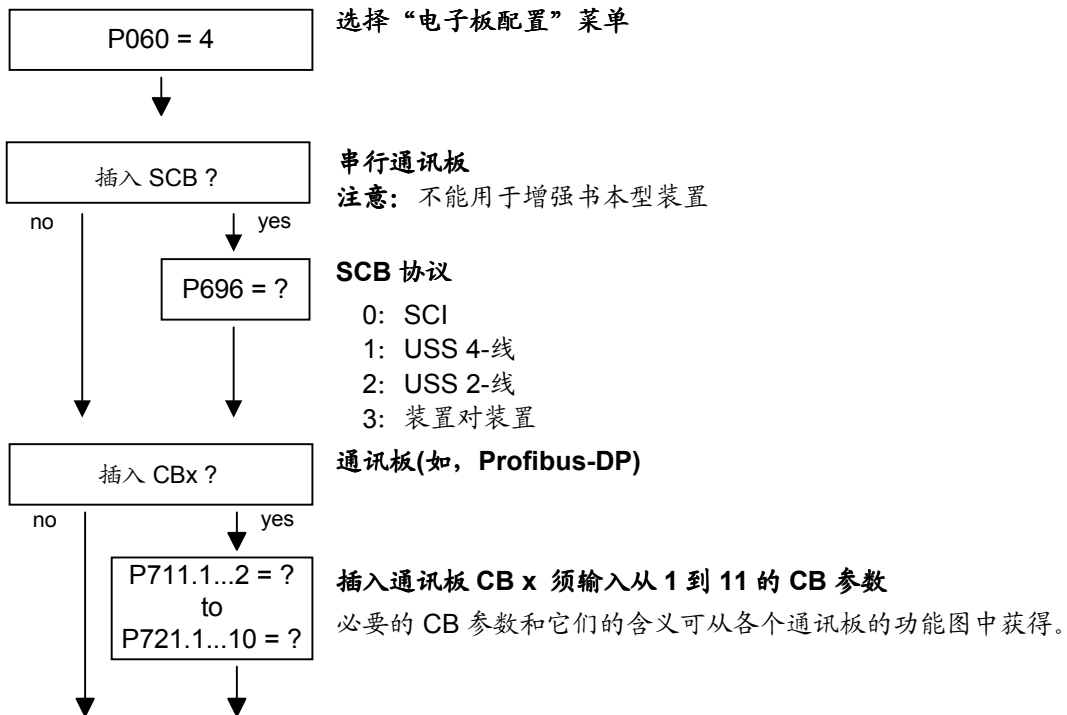 P060 = 4
选择“电子板配置”菜单
插入 SCB ?
串行通讯板
注意：不能用于增强书本型装置
no
yes
P696 = ?
SCB 协议
0：SCI
1：USS 4-线
2：USS 2-线
3：装置对装置
插入 CBx ?
通讯板(如，Profibus-DP)
no
yes
P711.1...2 = ?
to
P721.1...10 = ?
插入通讯板 CB x 须输入从 1 到 11 的 CB 参数
必要的 CB 参数和它们的含义可从各个通讯板的功能图中获得。